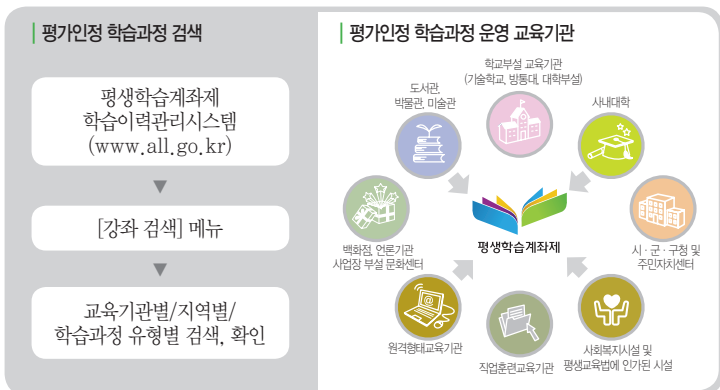 평가인정 학습과정 검색
평생학습계좌제
학습이력관리시스템
(www.all.go.kr)
[강좌 검색] 메뉴
교육기관별/지역별/
학습과정 유형별 검색, 확인
평가인정 학습과정 운영 교육기관
학교부설 교육기관
(기술학교, 방통대, 대학부설)
도서관,
박물관, 미술관
사내대학
백화점, 언론기관
사업장 부설 문화센터
평생학습계좌제
시·군·구청 및
주민자치센터
원격형태교육기관
직업훈련교육기관
사회복지시설 및
평생교육법에 인가된 시설